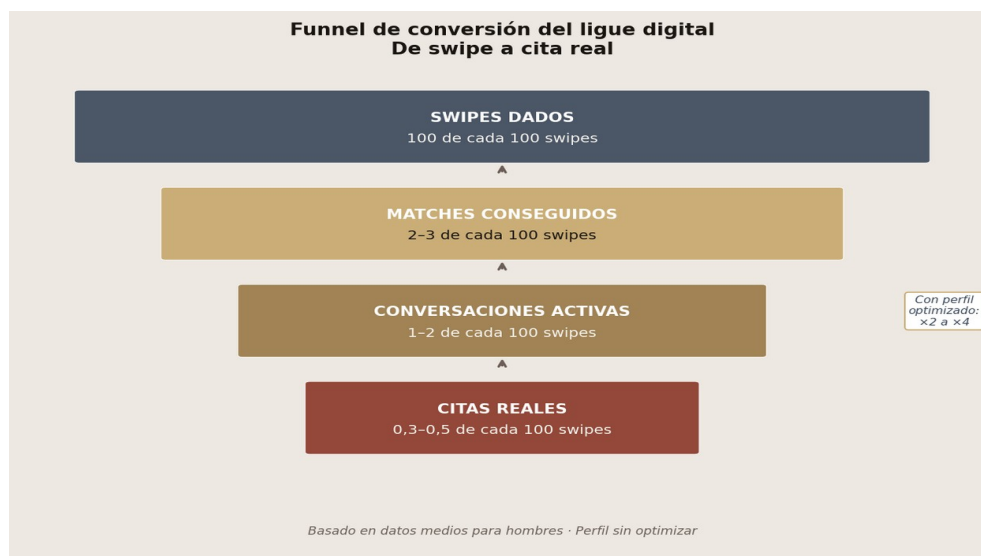 Funnel de conversión del ligue digital
De swipe a cita real
SWIPES DADOS
100 de cada 100 swipes
MATCHES CONSEGUIDOS
2–3 de cada 100 swipes
CONVERSACIONES ACTIVAS
1–2 de cada 100 swipes
Con perfil
optimizado:
×2 a ×4
CITAS REALES
0,3–0,5 de cada 100 swipes
Basado en datos medios para hombres · Perfil sin optimizar